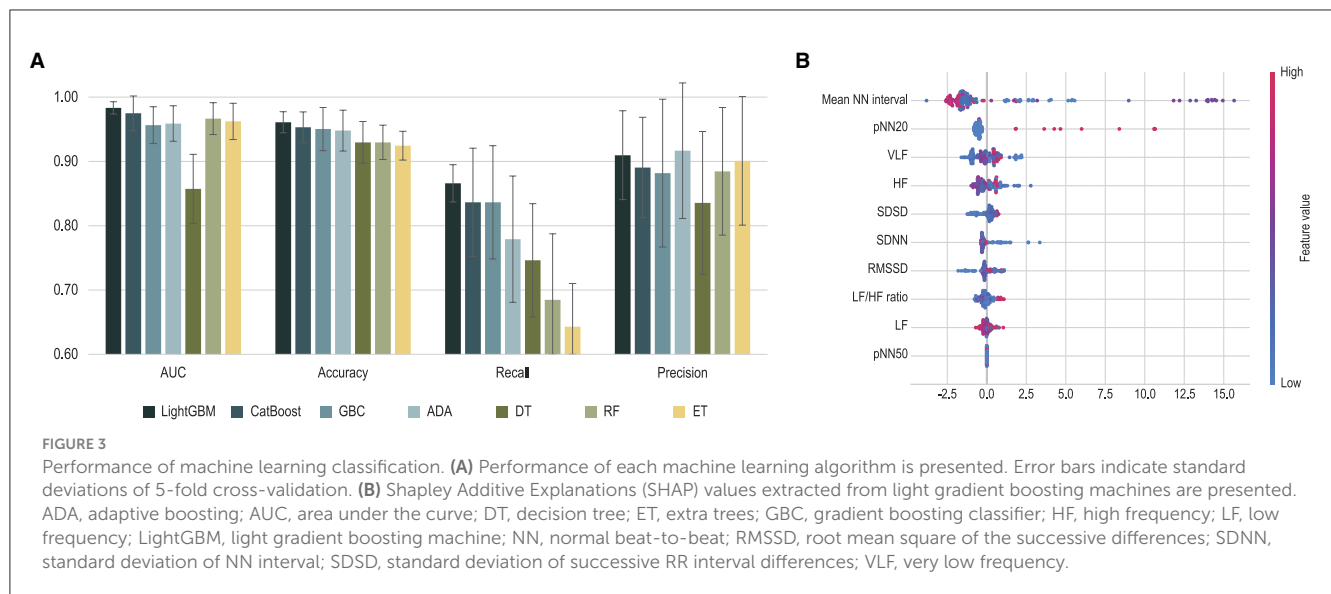 A
1.00
0.90
0.80
0.70
0.60
AUC
Accuracy
Recall
Precision
LightGBM CatBoost GBC ADA DT RF ET
B
Mean NN interval
pNN20
VLF
HF
SDSD
SDNN
RMSSD
LF/HF ratio
LF
pNN50
-2.5 0.0 2.5 5.0 7.5 10.0 12.5 15.0
High
Feature value
Low
FIGURE 3
Performance of machine learning classification. (A) Performance of each machine learning algorithm is presented. Error bars indicate standard
deviations of 5-fold cross-validation. (B) Shapley Additive Explanations (SHAP) values extracted from light gradient boosting machines are presented.
ADA, adaptive boosting; AUC, area under the curve; DT, decision tree; ET, extra trees; GBC, gradient boosting classifier; HF, high frequency; LF, low
frequency; LightGBM, light gradient boosting machine; NN, normal beat-to-beat; RMSSD, root mean square of the successive differences; SDNN,
standard deviation of NN interval; SDSD, standard deviation of successive RR interval differences; VLF, very low frequency.